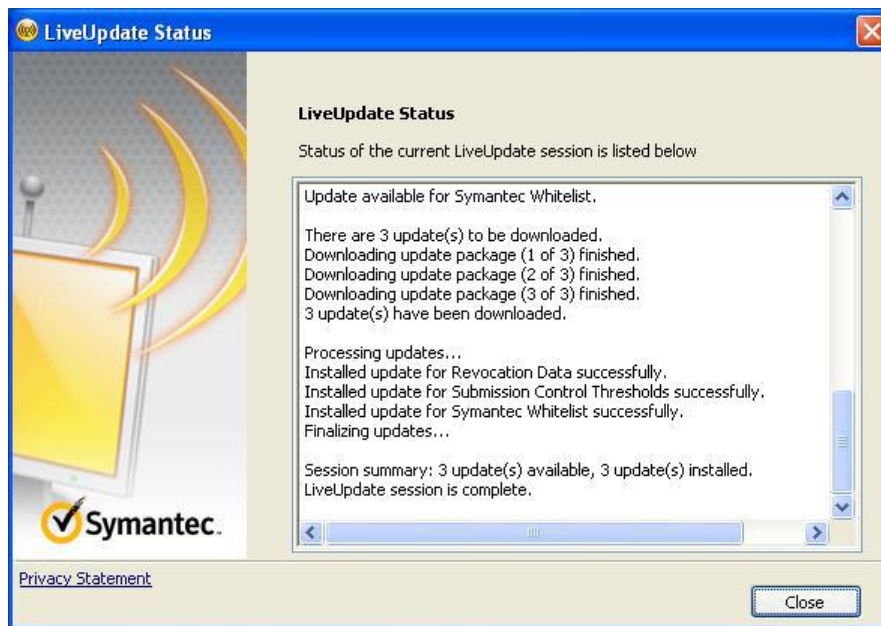 LiveUpdate Status
LiveUpdate Status
Status of the current LiveUpdate session is listed below
Update available for Symantec Whitelist.
There are 3 update(s) to be downloaded.
Downloading update package (1 of 3) finished.
Downloading update package (2 of 3) finished.
Downloading update package (3 of 3) finished.
3 update(s) have been downloaded.
Processing updates...
Installed update for Revocation Data successfully.
Installed update for Submission Control Thresholds successfully.
Installed update for Symantec Whitelist successfully.
Finalizing updates...
Session summary: 3 update(s) available, 3 update(s) installed.
LiveUpdate session is complete.
Symantec.
Privacy Statement
Close